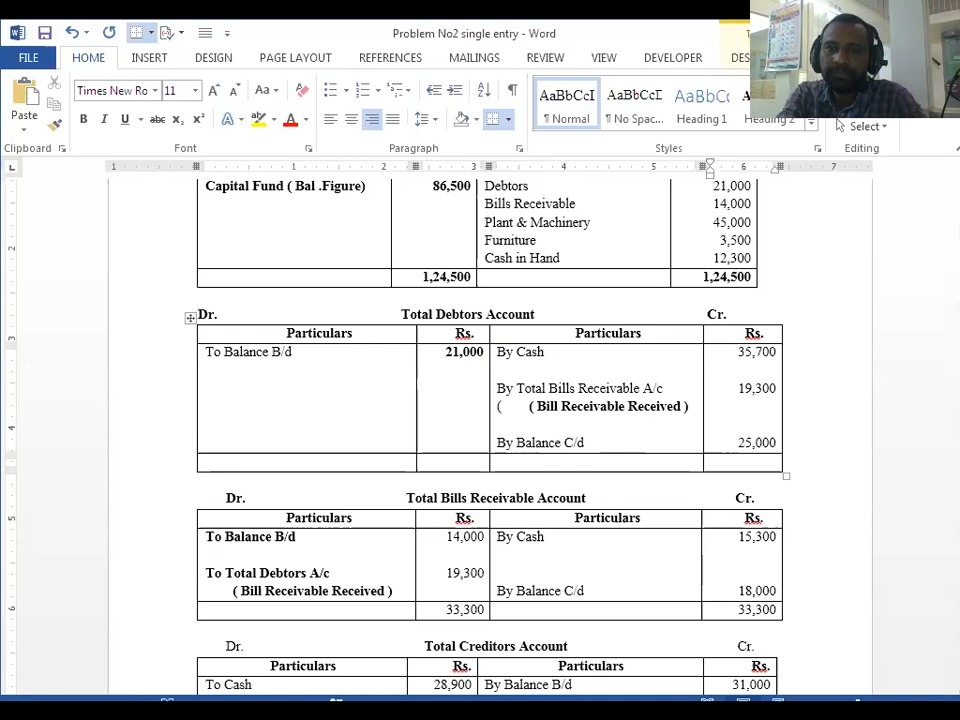 Problem No2 single entry - Word
FILE HOME INSERT DESIGN PAGE LAYOUT REFERENCES MAILINGS REVIEW VIEW DEVELOPER
Paste
Times New Ro 11
Clipboard Font Paragraph Styles Editing
AaBbCcI AaBbCcI AaBbCc
¶ Normal ¶ No Spac... Heading 1 Heading 2
Select
Capital Fund ( Bal .Figure) 86,500 Debtors 21,000
Bills Receivable 14,000
Plant & Machinery 45,000
Furniture 3,500
Cash in Hand 12,300
1,24,500 1,24,500
Dr. Total Debtors Account Cr.
Particulars Rs. Particulars Rs.
To Balance B/d 21,000 By Cash 35,700
By Total Bills Receivable A/c 19,300
( ( Bill Receivable Received )
By Balance C/d 25,000
Dr. Total Bills Receivable Account Cr.
Particulars Rs. Particulars Rs.
To Balance B/d 14,000 By Cash 15,300
To Total Debtors A/c 19,300
( Bill Receivable Received ) By Balance C/d 18,000
33,300 33,300
Dr. Total Creditors Account Cr.
Particulars Rs. Particulars Rs.
To Cash 28,900 By Balance B/d 31,000